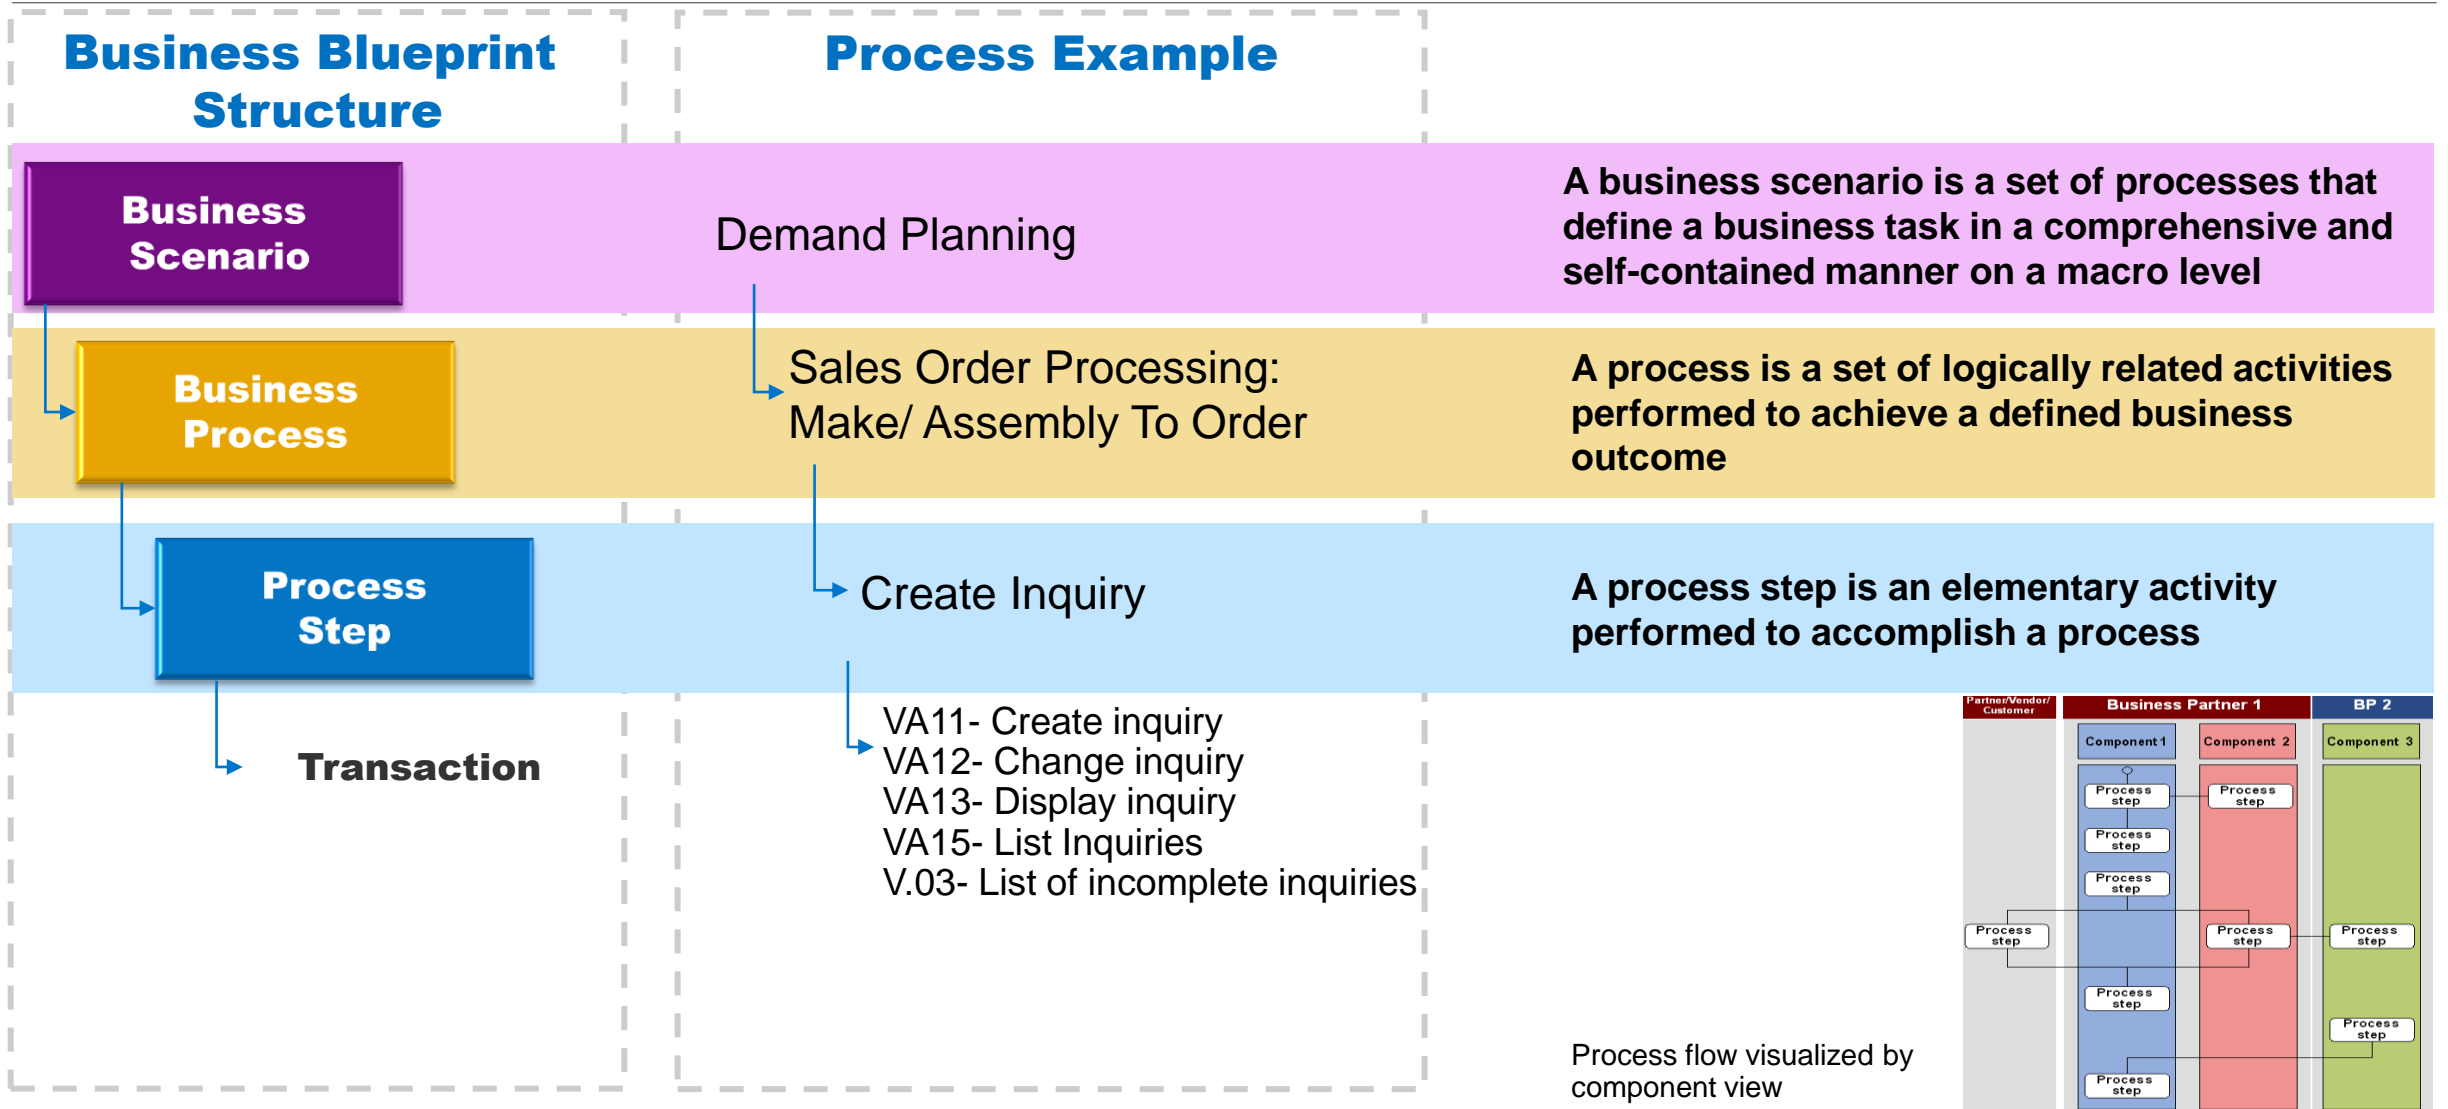 Business Blueprint
Structure
Process Example
Business
Scenario
Demand Planning
A business scenario is a set of processes that
define a business task in a comprehensive and
self-contained manner on a macro level
Business
Process
Sales Order Processing:
Make/ Assembly To Order
A process is a set of logically related activities
performed to achieve a defined business
outcome
Process
Step
Create Inquiry
A process step is an elementary activity
performed to accomplish a process
Transaction
VA11- Create inquiry
VA12- Change inquiry
VA13- Display inquiry
VA15- List Inquiries
V.03- List of incomplete inquiries
Process flow visualized by
component view
Partner/Vendor/
Customer
Business Partner 1
BP 2
Component 1
Component 2
Component 3
Process
step
Process
step
Process
step
Process
step
Process
step
Process
step
Process
step
Process
step
Process
step
Process
step